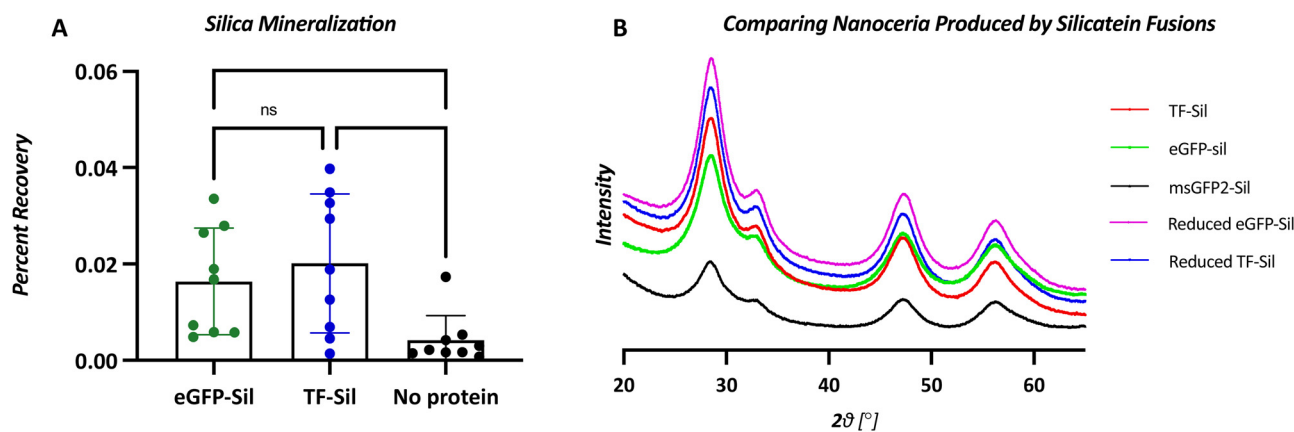 A
Silica Mineralization
Percent Recovery
0.06
0.04
0.02
0.00
ns
eGFP-Sil
TF-Sil
No protein
B
Comparing Nanoceria Produced by Silicatein Fusions
Intensity
20
30
40
50
60
2ϑ [°]
TF-Sil
eGFP-sil
msGFP2-Sil
Reduced eGFP-Sil
Reduced TF-Sil